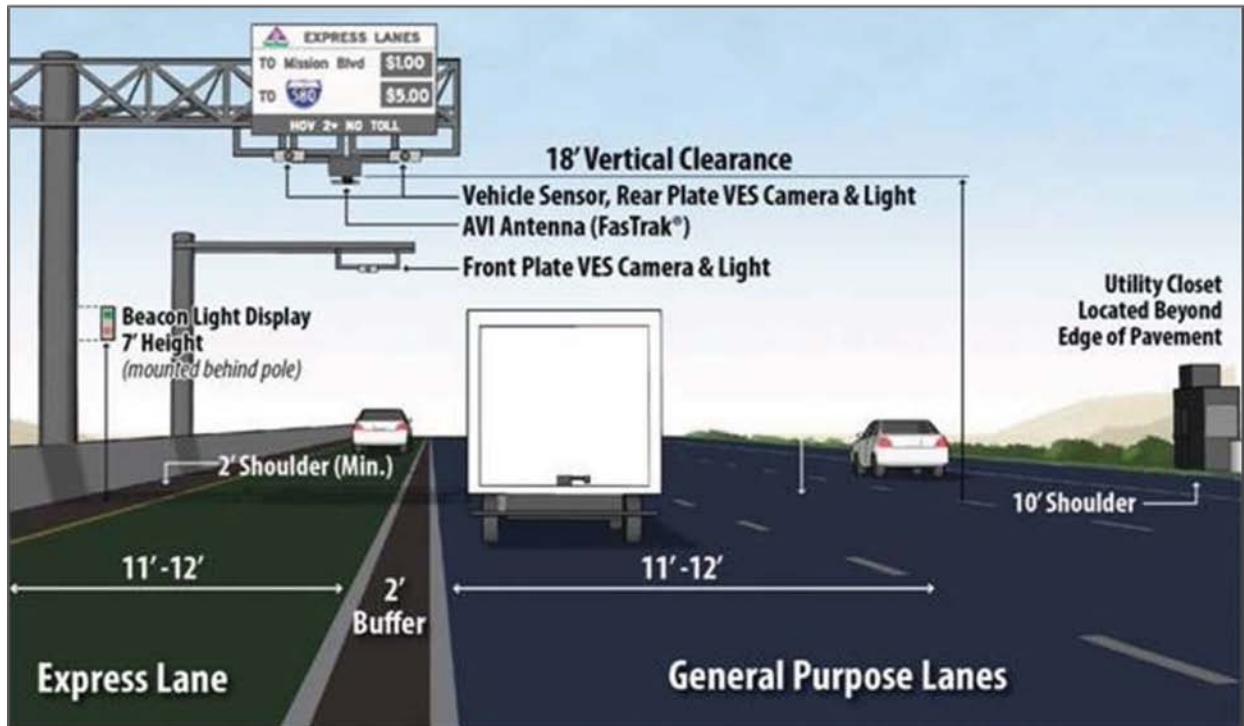 EXPRESS LANES
TO Mission Blvd $1.00
TO 580 $5.00
HOV 2+ NO TOLL
18' Vertical Clearance
Vehicle Sensor, Rear Plate VES Camera & Light
AVI Antenna (FasTrak®)
Front Plate VES Camera & Light
Beacon Light Display
7' Height
(mounted behind pole)
Utility Closet
Located Beyond
Edge of Pavement
2' Shoulder (Min.)
10' Shoulder
11'-12'
2'
Buffer
11'-12'
Express Lane
General Purpose Lanes